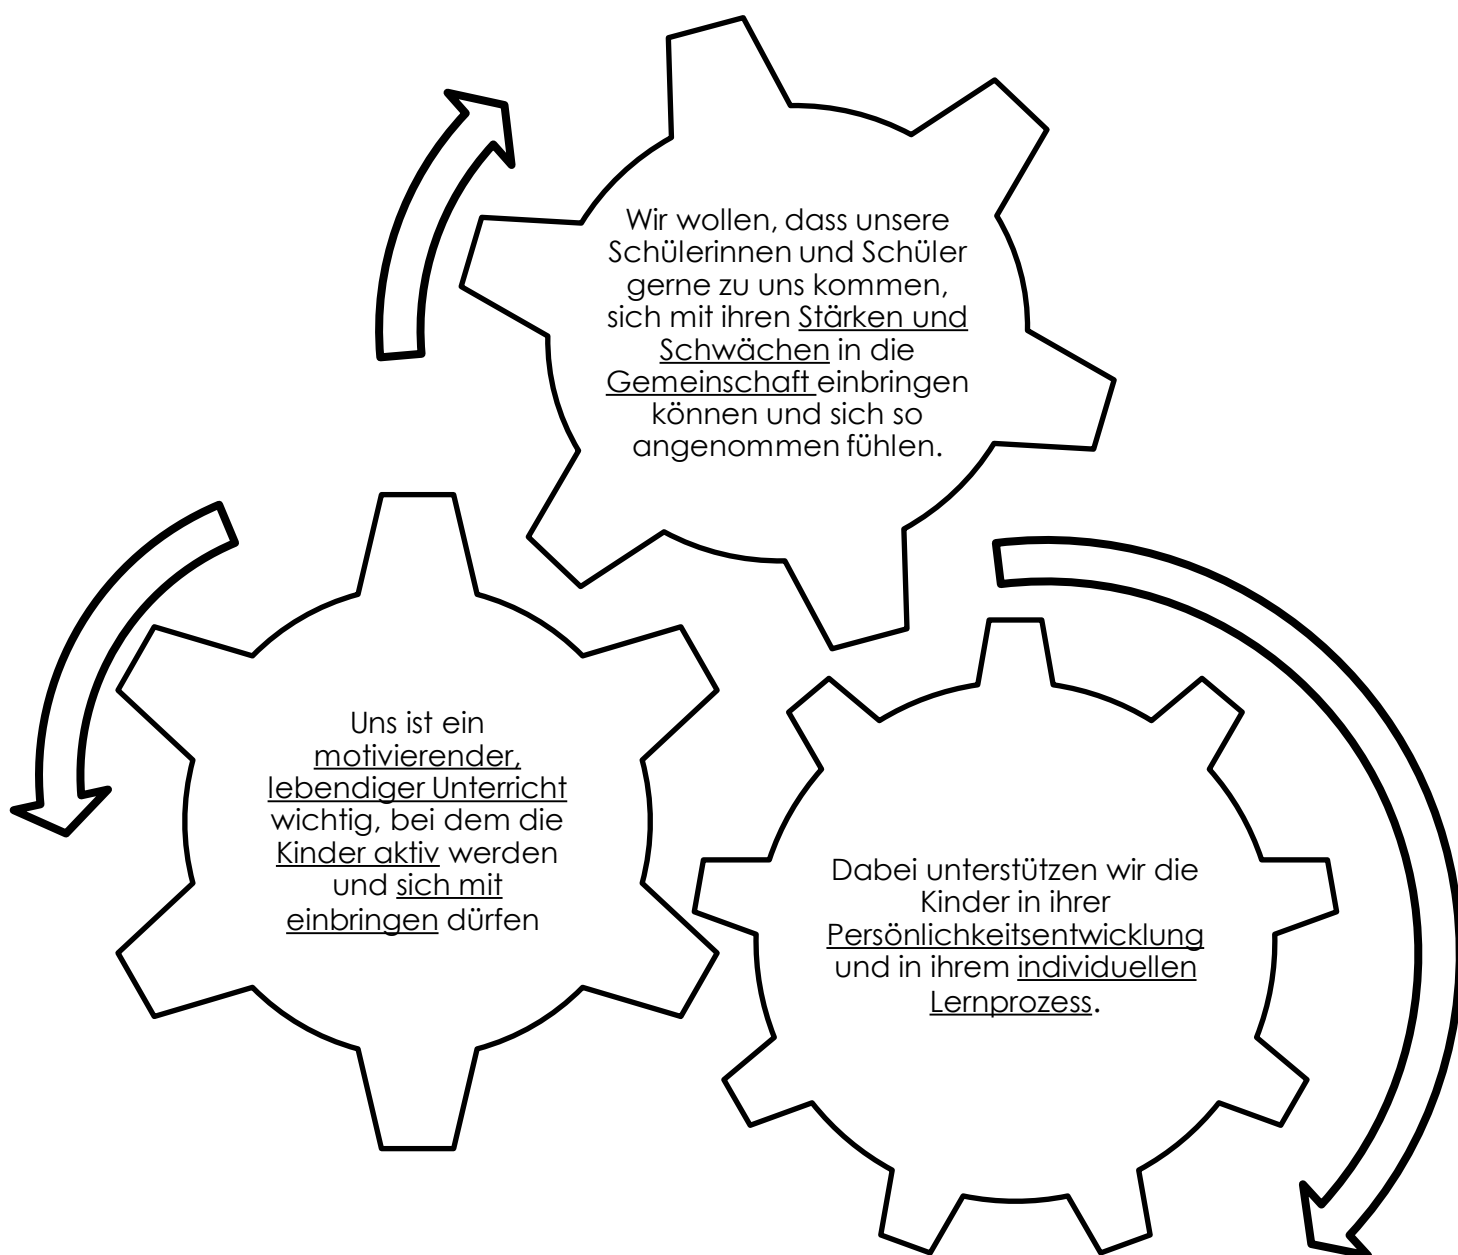 Wir wollen, dass unsere
Schülerinnen und Schüler
gerne zu uns kommen,
sich mit ihren Stärken und
Schwächen in die
Gemeinschaft einbringen
können und sich so
angenommen fühlen.
Uns ist ein
motivierender,
lebendiger Unterricht
wichtig, bei dem die
Kinder aktiv werden
und sich mit
einbringen dürfen
Dabei unterstützen wir die
Kinder in ihrer
Persönlichkeitsentwicklung
und in ihrem individuellen
Lernprozess.